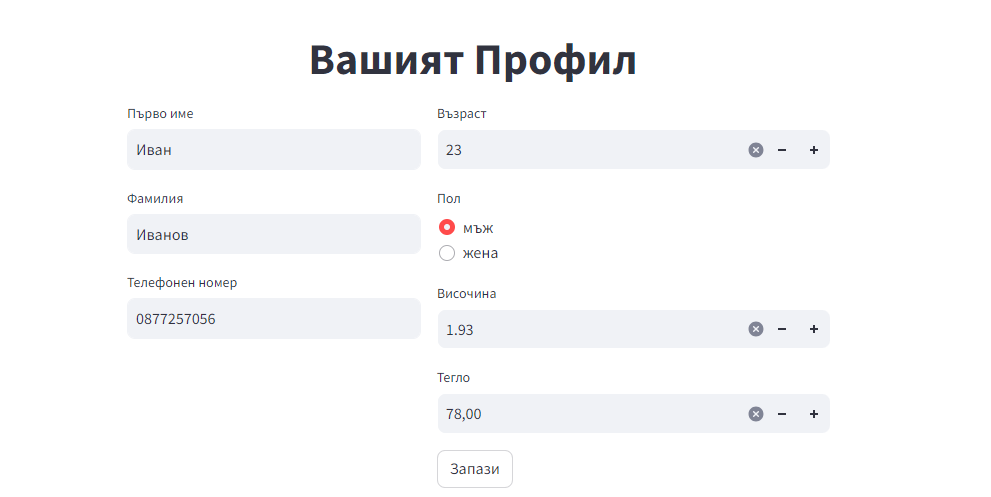 Вашият Профил
Първо име
Иван
Фамилия
Иванов
Телефонен номер
0877257056
Възраст
23
Пол
мъж
жена
Височина
1.93
Тегло
78,00
Запази